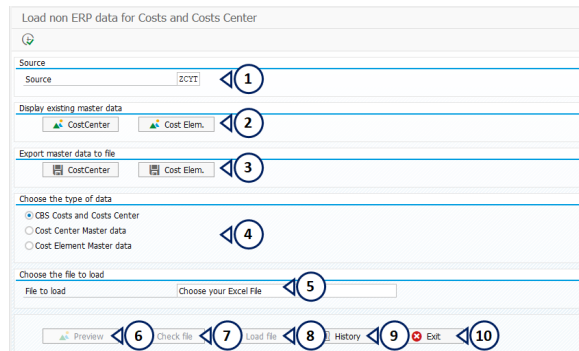 Load non ERP data for Costs and Costs Center
Source
Source ZCYT 1
Display existing master data
CostCenter Cost Elem. 2
Export master data to file
CostCenter Cost Elem. 3
Choose the type of data
CBS Costs and Costs Center
Cost Center Master data 4
Cost Element Master data
Choose the file to load
File to load Choose your Excel File 5
Preview 6 Check file 7 Load file 8 History 9 Exit 10